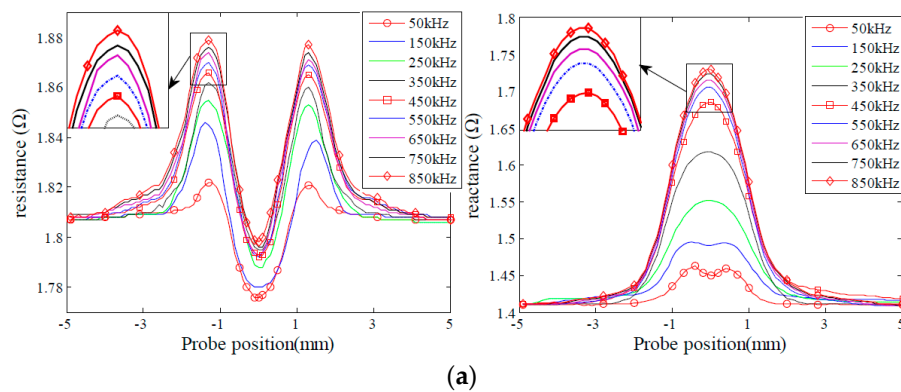 1.88
1.86
1.84
1.82
1.8
1.78
resistance (Ω)
-5
-3
-1
1
3
5
Probe position(mm)
50kHz
150kHz
250kHz
350kHz
450kHz
550kHz
650kHz
750kHz
850kHz
1.8
1.75
1.7
1.65
1.6
1.55
1.5
1.45
1.4
reactance (Ω)
-5
-3
-1
1
3
5
Probe position(mm)
50kHz
150kHz
250kHz
350kHz
450kHz
550kHz
650kHz
750kHz
850kHz
(a)